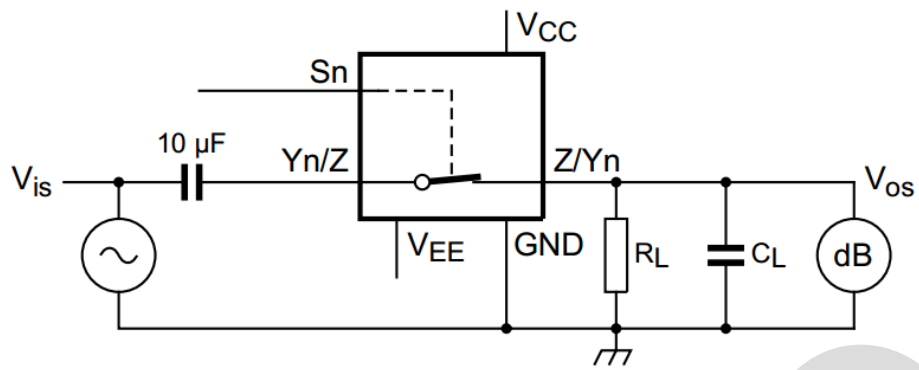 VCC
Sn
10 µF
Yn/Z
Z/Yn
Vis
Vos
VEE
GND
RL
CL
dB